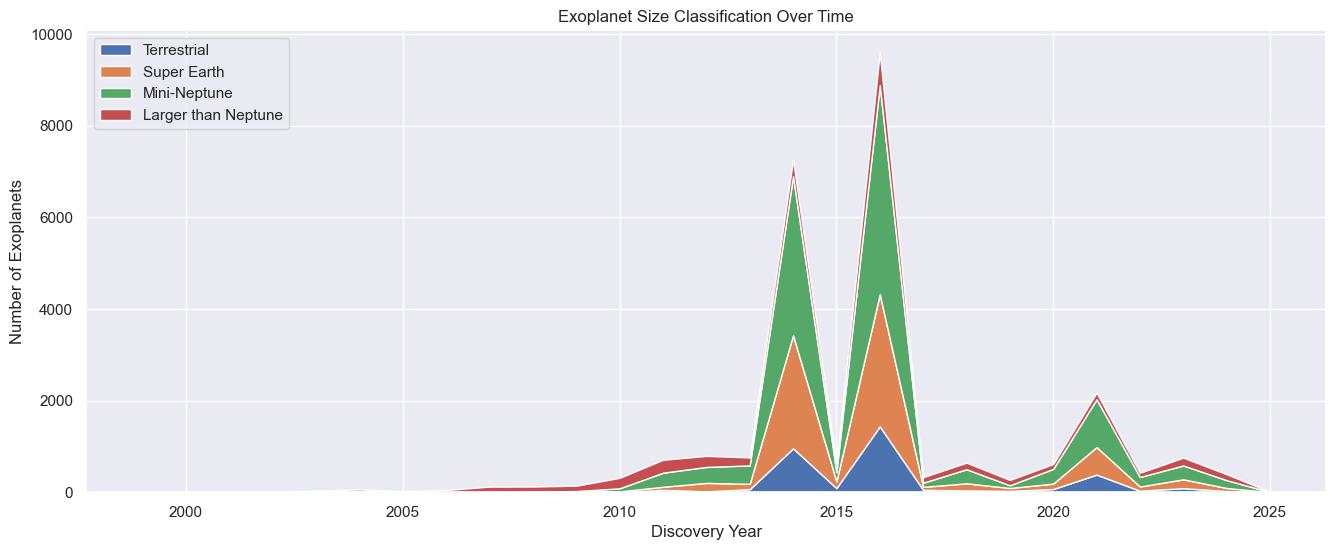 Exoplanet Size Classification Over Time
Terrestrial
Super Earth
Mini-Neptune
Larger than Neptune
Number of Exoplanets
10000
8000
6000
4000
2000
0
2000
2005
2010
2015
2020
2025
Discovery Year